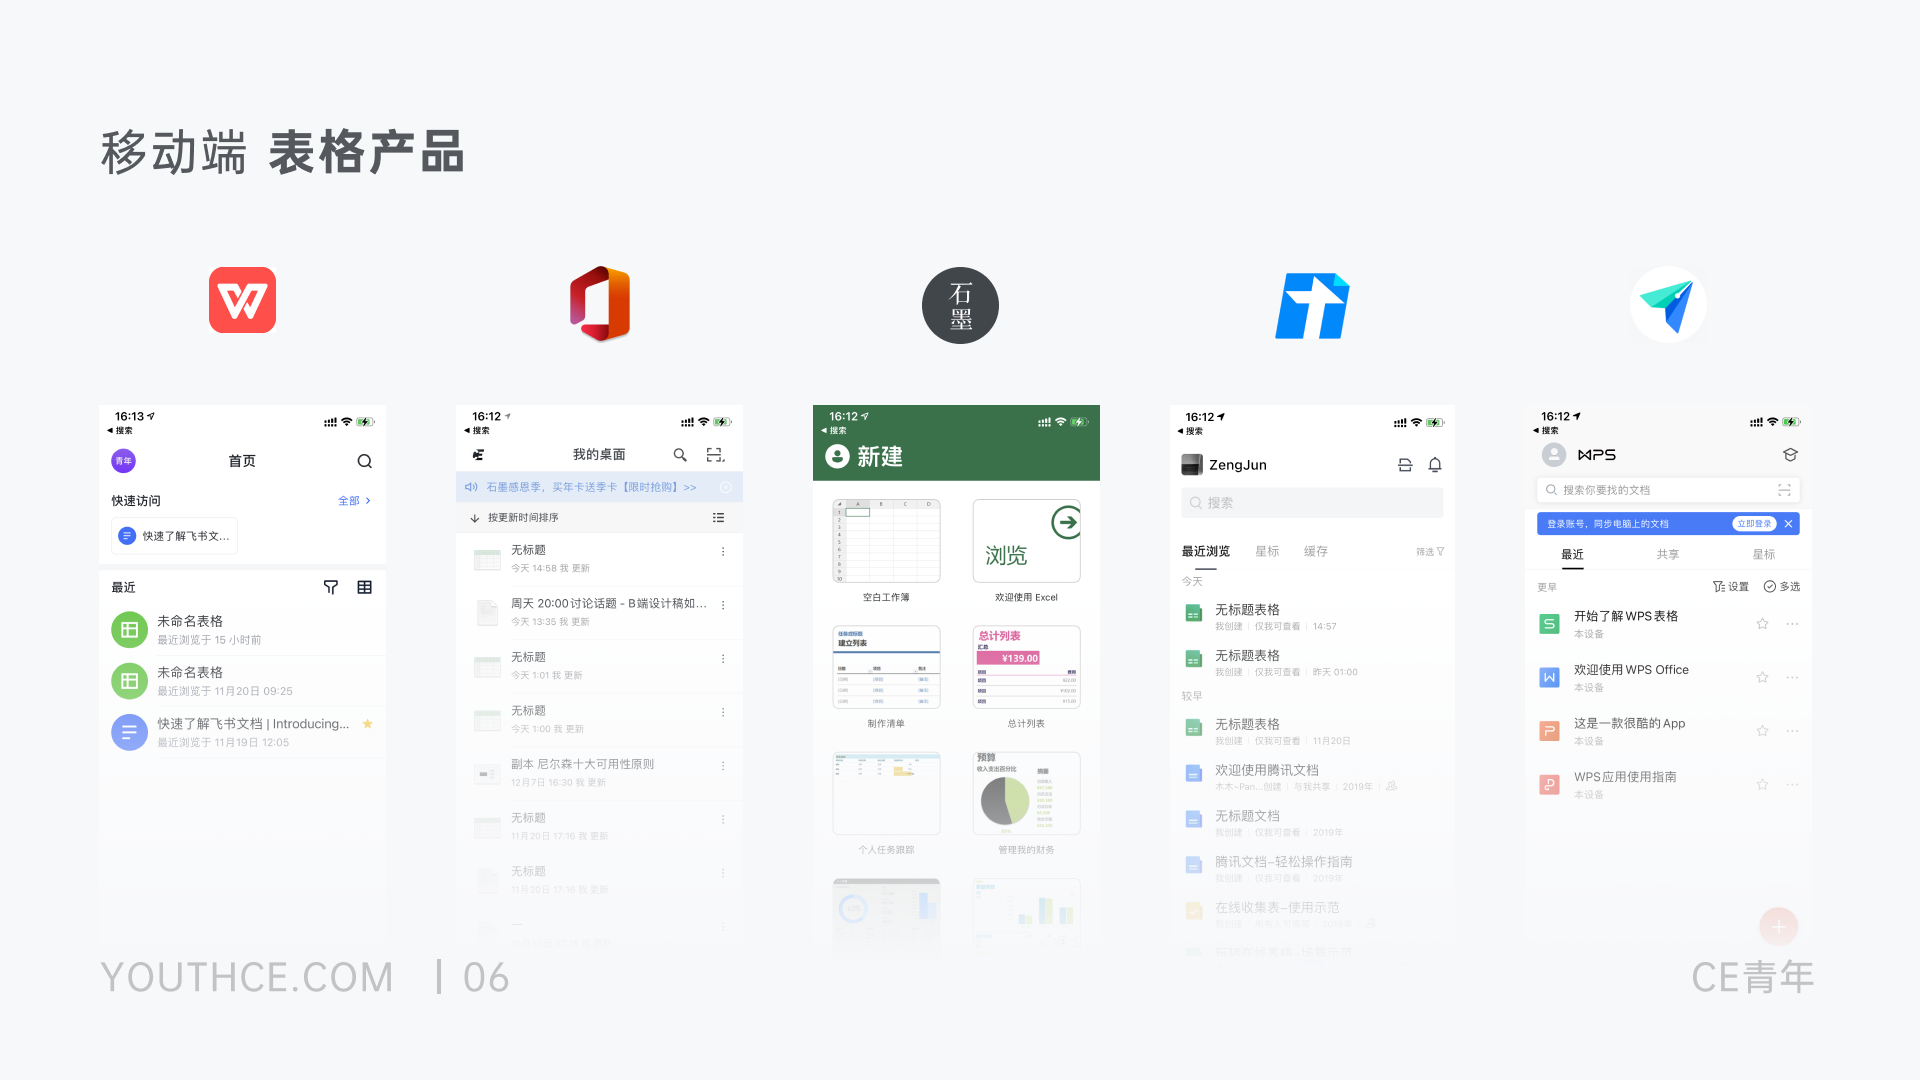 移动端 表格产品
石
墨
16:13
搜索
青年
首页
快速访问
全部 >
快速了解飞书文...
最近
未命名表格
最近浏览于 15 小时前
未命名表格
最近浏览于 11月20日 09:25
快速了解飞书文档 | Introducing...
最近浏览于 11月19日 12:05
16:12
搜索
我的桌面
石墨感恩季，买年卡送季卡【限时抢购】>>
按更新时间排序
无标题
今天 14:58 我 更新
周天 20:00讨论话题 - B端设计稿如...
今天 13:35 我 更新
无标题
今天 1:01 我 更新
无标题
今天 1:00 我 更新
副本 尼尔森十大可用性原则
12月7日 16:30 我 更新
无标题
11月20日 17:16 我 更新
无标题
11月20日 17:16 我 更新
16:12
搜索
新建
浏览
空白工作簿
欢迎使用 Excel
建立列表
总计列表
汇总
¥139.00
制作清单
总计列表
预算
收入支出百分比
摘要
个人任务跟踪
管理我的财务
16:12
搜索
ZengJun
搜索
最近浏览
星标
缓存
筛选
今天
无标题表格
我创建 | 仅我可查看 | 14:57
无标题表格
我创建 | 仅我可查看 | 昨天 01:00
较早
无标题表格
我创建 | 仅我可查看 | 11月20日
欢迎使用腾讯文档
木木-Pan...创建 | 与我共享 | 2019年
无标题文档
我创建 | 仅我可查看 | 2019年
腾讯文档-轻松操作指南
我创建 | 仅我可查看 | 2019年
在线收集表-使用示范
16:12
搜索
WPS
搜索你要找的文档
登录账号，同步电脑上的文档
立即登录
最近
共享
星标
更早
设置
多选
开始了解 WPS 表格
本设备
欢迎使用 WPS Office
本设备
这是一款很酷的 App
本设备
WPS 应用使用指南
本设备
YOUTHCE.COM | 06
CE青年